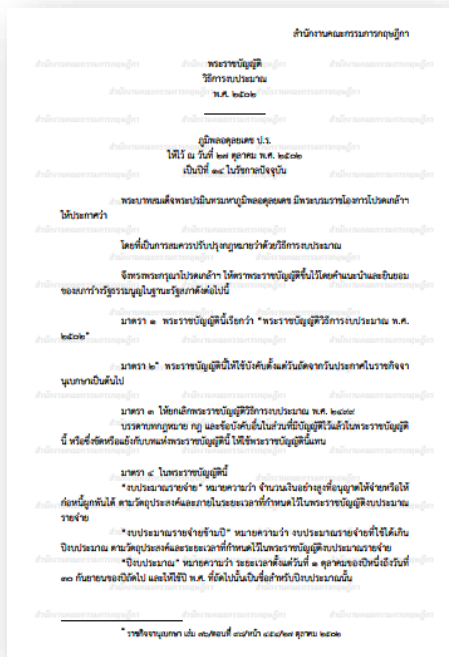 สำนักงานคณะกรรมการกฤษฎีกา
พระราชบัญญัติ
วิธีการงบประมาณ
พ.ศ. ๒๕๐๒
ภูมิพลอดุลยเดช ป.ร.
ให้ไว้ ณ วันที่ ๒๗ ตุลาคม พ.ศ. ๒๕๐๒
เป็นปีที่ ๑๔ ในรัชกาลปัจจุบัน
พระบาทสมเด็จพระปรมินทรมหาภูมิพลอดุลยเดช มีพระบรมราชโองการโปรดเกล้าฯ
ให้ประกาศว่า
โดยที่เป็นการสมควรปรับปรุงกฎหมายว่าด้วยวิธีการงบประมาณ
จึงทรงพระกรุณาโปรดเกล้าฯ ให้ตราพระราชบัญญัติขึ้นไว้โดยคำแนะนำและยินยอม
ของสภาร่างรัฐธรรมนูญในฐานะรัฐสภาดังต่อไปนี้
มาตรา ๑ พระราชบัญญัตินี้เรียกว่า “พระราชบัญญัติวิธีการงบประมาณ พ.ศ.
๒๕๐๒”
มาตรา ๒* พระราชบัญญัตินี้ให้ใช้บังคับตั้งแต่วันถัดจากวันประกาศในราชกิจจา
นุเบกษาเป็นต้นไป
มาตรา ๓ ให้ยกเลิกพระราชบัญญัติวิธีการงบประมาณ พ.ศ. ๒๔๙๙
บรรดาบทกฎหมาย กฎ และข้อบังคับอื่นในส่วนที่มีบัญญัติไว้แล้วในพระราชบัญญัติ
นี้ หรือซึ่งขัดหรือแย้งกับบทแห่งพระราชบัญญัตินี้ ให้ใช้พระราชบัญญัตินี้แทน
มาตรา ๔ ในพระราชบัญญัตินี้
“งบประมาณรายจ่าย” หมายความว่า จำนวนเงินอย่างสูงที่อนุญาตให้จ่ายหรือให้
ก่อหนี้ผูกพันได้ ตามวัตถุประสงค์และภายในระยะเวลาที่กำหนดไว้ในพระราชบัญญัติงบประมาณ
รายจ่าย
“งบประมาณรายจ่ายข้ามปี” หมายความว่า งบประมาณรายจ่ายที่ใช้ได้เกิน
ปีงบประมาณ ตามวัตถุประสงค์และระยะเวลาที่กำหนดไว้ในพระราชบัญญัติงบประมาณรายจ่าย
“ปีงบประมาณ” หมายความว่า ระยะเวลาตั้งแต่วันที่ ๑ ตุลาคมของปีหนึ่งถึงวันที่
๓๐ กันยายนของปีถัดไป และให้ใช้ปี พ.ศ. ที่ถัดไปนั้นเป็นชื่อสำหรับปีงบประมาณนั้น
* ราชกิจจานุเบกษา เล่ม ๗๖/ตอนที่ ๙๘/หน้า ๔๕๔/๒๗ ตุลาคม ๒๕๐๒